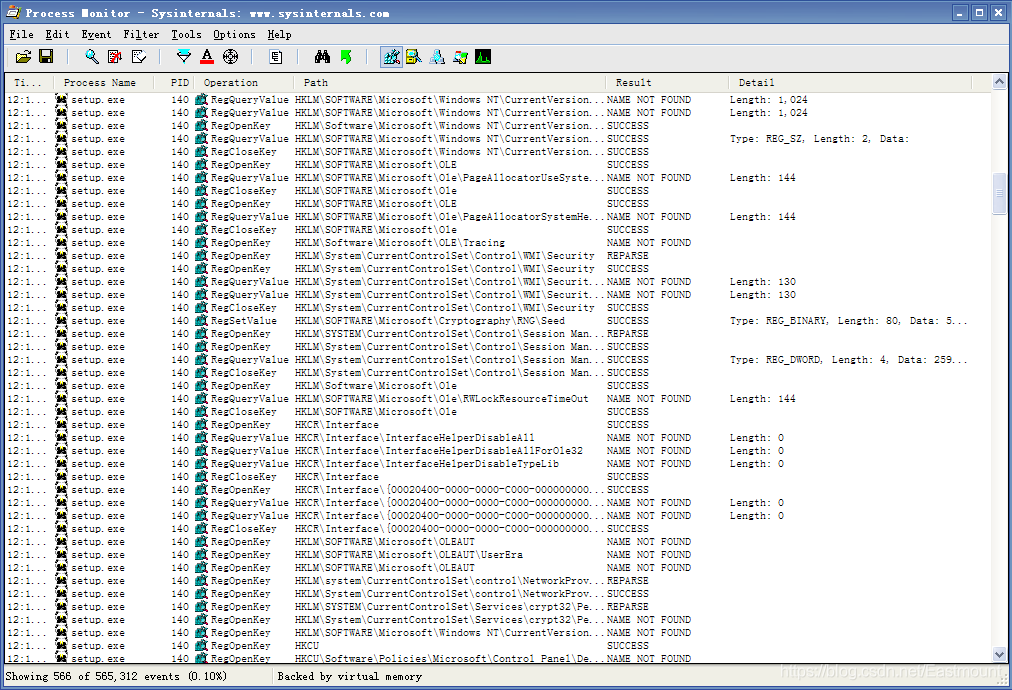 Process Monitor - Sysinternals: www.sysinternals.com
File Edit Event Filter Tools Options Help
Ti... Process Name PID Operation Path Result Detail
12:1... setup.exe 140 RegQueryValue HKLM\SOFTWARE\Microsoft\Windows NT\CurrentVersion... NAME NOT FOUND Length: 1,024
12:1... setup.exe 140 RegQueryValue HKLM\SOFTWARE\Microsoft\Windows NT\CurrentVersion... NAME NOT FOUND Length: 1,024
12:1... setup.exe 140 RegOpenKey HKLM\Software\Microsoft\Windows NT\CurrentVersion... SUCCESS
12:1... setup.exe 140 RegQueryValue HKLM\SOFTWARE\Microsoft\Windows NT\CurrentVersion... SUCCESS Type: REG_SZ, Length: 2, Data:
12:1... setup.exe 140 RegCloseKey HKLM\SOFTWARE\Microsoft\Windows NT\CurrentVersion... SUCCESS
12:1... setup.exe 140 RegOpenKey HKLM\SOFTWARE\Microsoft\OLE SUCCESS
12:1... setup.exe 140 RegQueryValue HKLM\SOFTWARE\Microsoft\Ole\PageAllocatorUseSyste... NAME NOT FOUND Length: 144
12:1... setup.exe 140 RegCloseKey HKLM\SOFTWARE\Microsoft\Ole SUCCESS
12:1... setup.exe 140 RegOpenKey HKLM\SOFTWARE\Microsoft\OLE SUCCESS
12:1... setup.exe 140 RegQueryValue HKLM\SOFTWARE\Microsoft\Ole\PageAllocatorSystemHe... NAME NOT FOUND Length: 144
12:1... setup.exe 140 RegCloseKey HKLM\SOFTWARE\Microsoft\Ole SUCCESS
12:1... setup.exe 140 RegOpenKey HKLM\Software\Microsoft\OLE\Tracing NAME NOT FOUND
12:1... setup.exe 140 RegOpenKey HKLM\System\CurrentControlSet\Control\WMI\Security REPARSE
12:1... setup.exe 140 RegOpenKey HKLM\System\CurrentControlSet\Control\WMI\Security SUCCESS
12:1... setup.exe 140 RegQueryValue HKLM\System\CurrentControlSet\Control\WMI\Securit... NAME NOT FOUND Length: 130
12:1... setup.exe 140 RegQueryValue HKLM\System\CurrentControlSet\Control\WMI\Securit... NAME NOT FOUND Length: 130
12:1... setup.exe 140 RegCloseKey HKLM\System\CurrentControlSet\Control\WMI\Security SUCCESS
12:1... setup.exe 140 RegSetValue HKLM\SOFTWARE\Microsoft\Cryptography\RNG\Seed SUCCESS Type: REG_BINARY, Length: 80, Data: 5...
12:1... setup.exe 140 RegOpenKey HKLM\SYSTEM\CurrentControlSet\Control\Session Man... REPARSE
12:1... setup.exe 140 RegOpenKey HKLM\System\CurrentControlSet\Control\Session Man... SUCCESS
12:1... setup.exe 140 RegQueryValue HKLM\System\CurrentControlSet\Control\Session Man... SUCCESS Type: REG_DWORD, Length: 4, Data: 259...
12:1... setup.exe 140 RegCloseKey HKLM\System\CurrentControlSet\Control\Session Man... SUCCESS
12:1... setup.exe 140 RegOpenKey HKLM\Software\Microsoft\Ole SUCCESS
12:1... setup.exe 140 RegQueryValue HKLM\SOFTWARE\Microsoft\Ole\RWLockResourceTimeOut NAME NOT FOUND Length: 144
12:1... setup.exe 140 RegCloseKey HKLM\SOFTWARE\Microsoft\Ole SUCCESS
12:1... setup.exe 140 RegOpenKey HKCR\Interface SUCCESS
12:1... setup.exe 140 RegQueryValue HKCR\Interface\InterfaceHelperDisableAll NAME NOT FOUND Length: 0
12:1... setup.exe 140 RegQueryValue HKCR\Interface\InterfaceHelperDisableAllForOle32 NAME NOT FOUND Length: 0
12:1... setup.exe 140 RegQueryValue HKCR\Interface\InterfaceHelperDisableTypeLib NAME NOT FOUND Length: 0
12:1... setup.exe 140 RegCloseKey HKCR\Interface SUCCESS
12:1... setup.exe 140 RegOpenKey HKCR\Interface\{00020400-0000-0000-C000-000000000... SUCCESS
12:1... setup.exe 140 RegQueryValue HKCR\Interface\{00020400-0000-0000-C000-000000000... NAME NOT FOUND Length: 0
12:1... setup.exe 140 RegQueryValue HKCR\Interface\{00020400-0000-0000-C000-000000000... NAME NOT FOUND Length: 0
12:1... setup.exe 140 RegCloseKey HKCR\Interface\{00020400-0000-0000-C000-000000000... SUCCESS
12:1... setup.exe 140 RegOpenKey HKLM\SOFTWARE\Microsoft\OLEAUT NAME NOT FOUND
12:1... setup.exe 140 RegOpenKey HKLM\SOFTWARE\Microsoft\OLEAUT\UserEra NAME NOT FOUND
12:1... setup.exe 140 RegOpenKey HKLM\SOFTWARE\Microsoft\OLEAUT NAME NOT FOUND
12:1... setup.exe 140 RegOpenKey HKLM\system\CurrentControlSet\control\NetworkProv... REPARSE
12:1... setup.exe 140 RegOpenKey HKLM\System\CurrentControlSet\control\NetworkProv... SUCCESS
12:1... setup.exe 140 RegOpenKey HKLM\SYSTEM\CurrentControlSet\Services\crypt32\Pe... REPARSE
12:1... setup.exe 140 RegOpenKey HKLM\System\CurrentControlSet\Services\crypt32\Pe... NAME NOT FOUND
12:1... setup.exe 140 RegOpenKey HKLM\SOFTWARE\Microsoft\Windows NT\CurrentVersion... NAME NOT FOUND
12:1... setup.exe 140 RegOpenKey HKCU SUCCESS
12:1... setup.exe 140 RegOpenKey HKCU\Software\Policies\Microsoft\Control Panel\De... NAME NOT FOUND
Showing 566 of 565,312 events (0.10%) Backed by virtual memory
https://blog.csdn.net/Eastmount